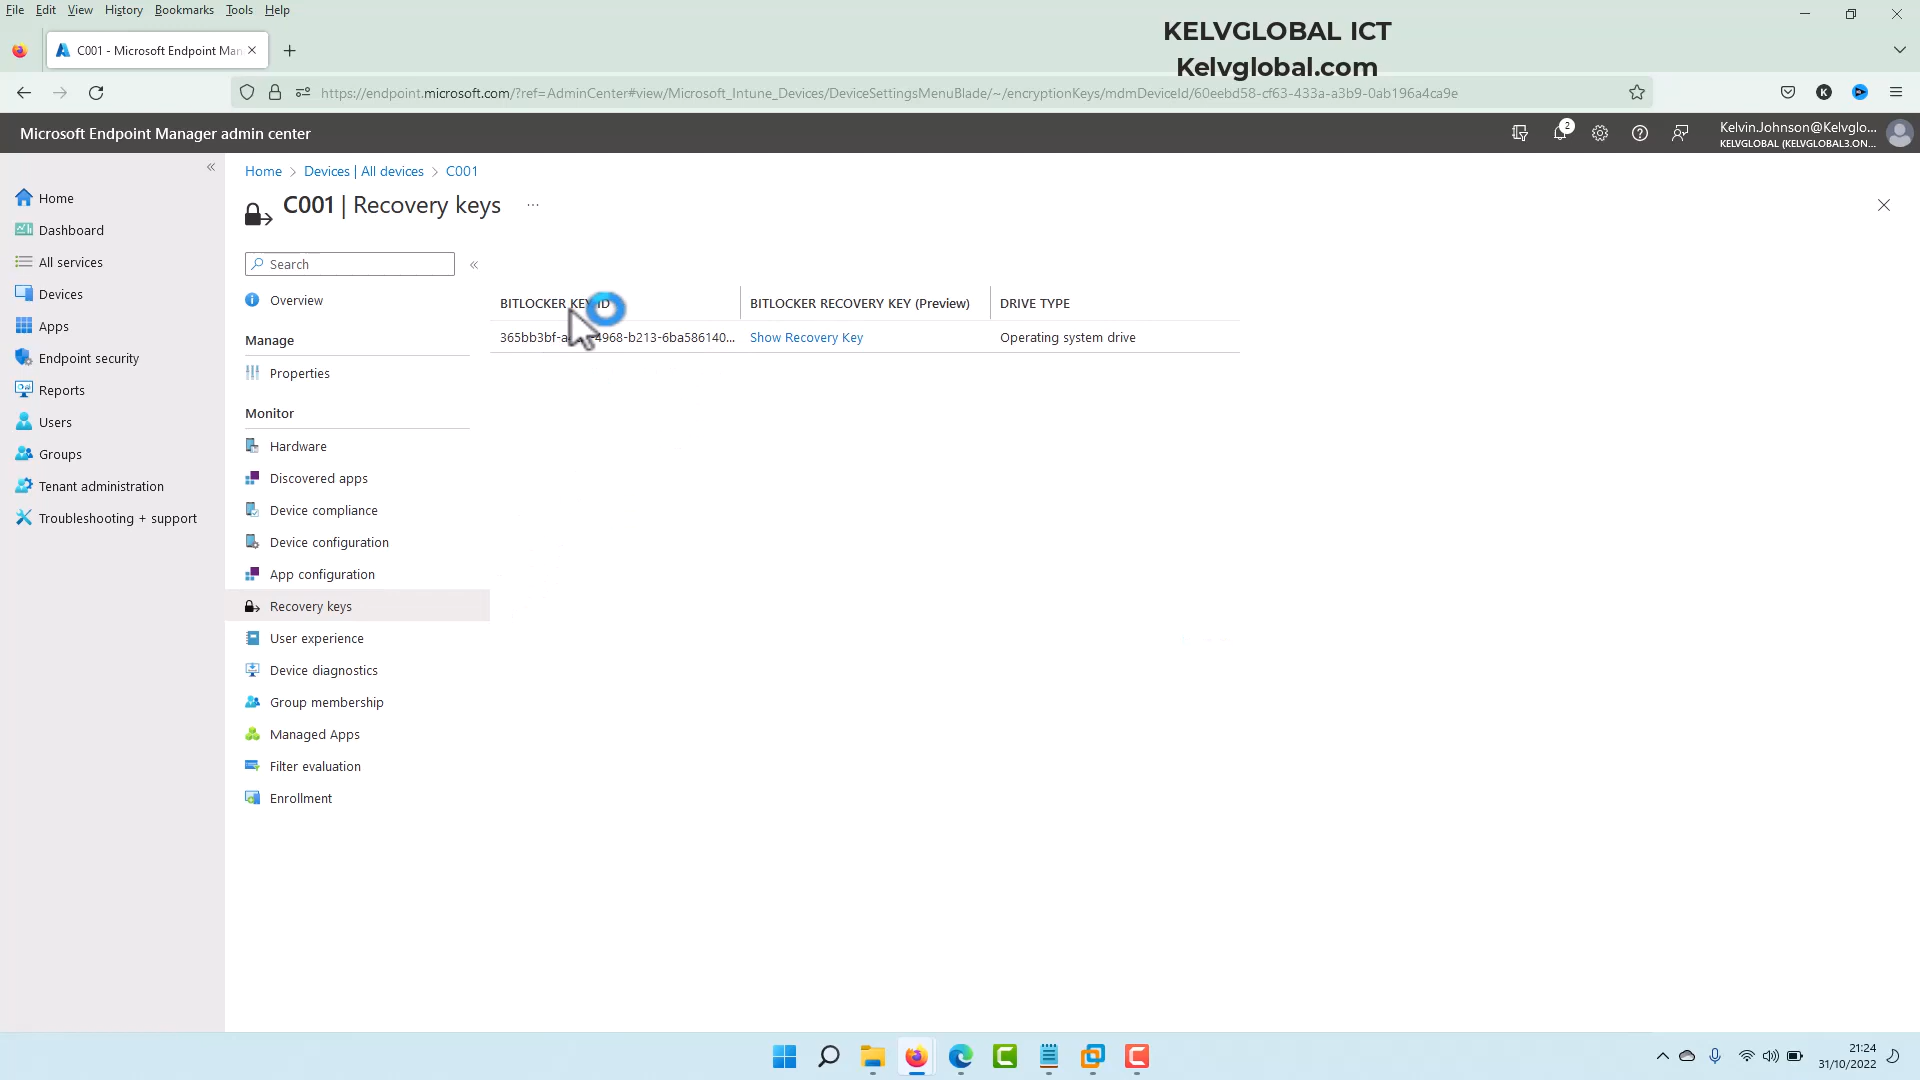 File Edit View History Bookmarks Tools Help
KELVGLOBAL ICT
Kelvglobal.com
C001 - Microsoft Endpoint Man
https://endpoint.microsoft.com/?ref=AdminCenter#view/Microsoft_Intune_Devices/DeviceSettingsMenuBlade/~/encryptionKeys/mdmDeviceId/60eebd58-cf63-433a-a3b9-0ab196a4ca9e
K
Microsoft Endpoint Manager admin center
2
Kelvin.Johnson@Kelvglo...
KELVGLOBAL (KELVGLOBAL3.ON...
Home
Dashboard
All services
Devices
Apps
Endpoint security
Reports
Users
Groups
Tenant administration
Troubleshooting + support
Home > Devices | All devices > C001
C001 | Recovery keys ...
Search
Overview
Manage
Properties
Monitor
Hardware
Discovered apps
Device compliance
Device configuration
App configuration
Recovery keys
User experience
Device diagnostics
Group membership
Managed Apps
Filter evaluation
Enrollment
BITLOCKER KEY ID BITLOCKER RECOVERY KEY (Preview) DRIVE TYPE
Show Recovery Key Operating system drive
21:24
31/10/2022